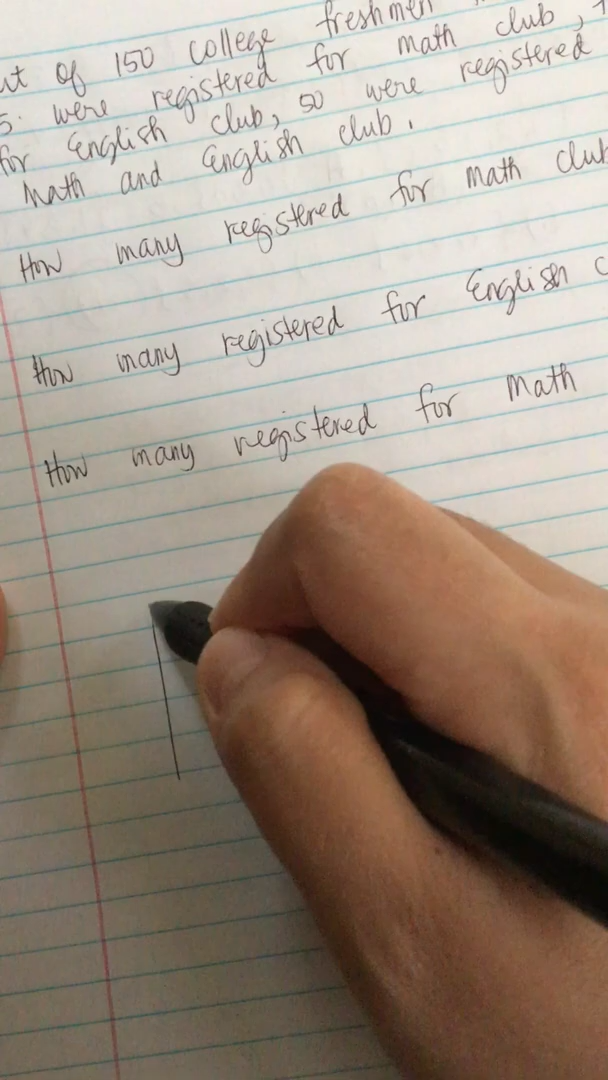 of 150 college freshmen
were registered for math club,
for English club, 50 were registered
Math and English club.
How many registered for math club
How many registered for English
How many registered for Math